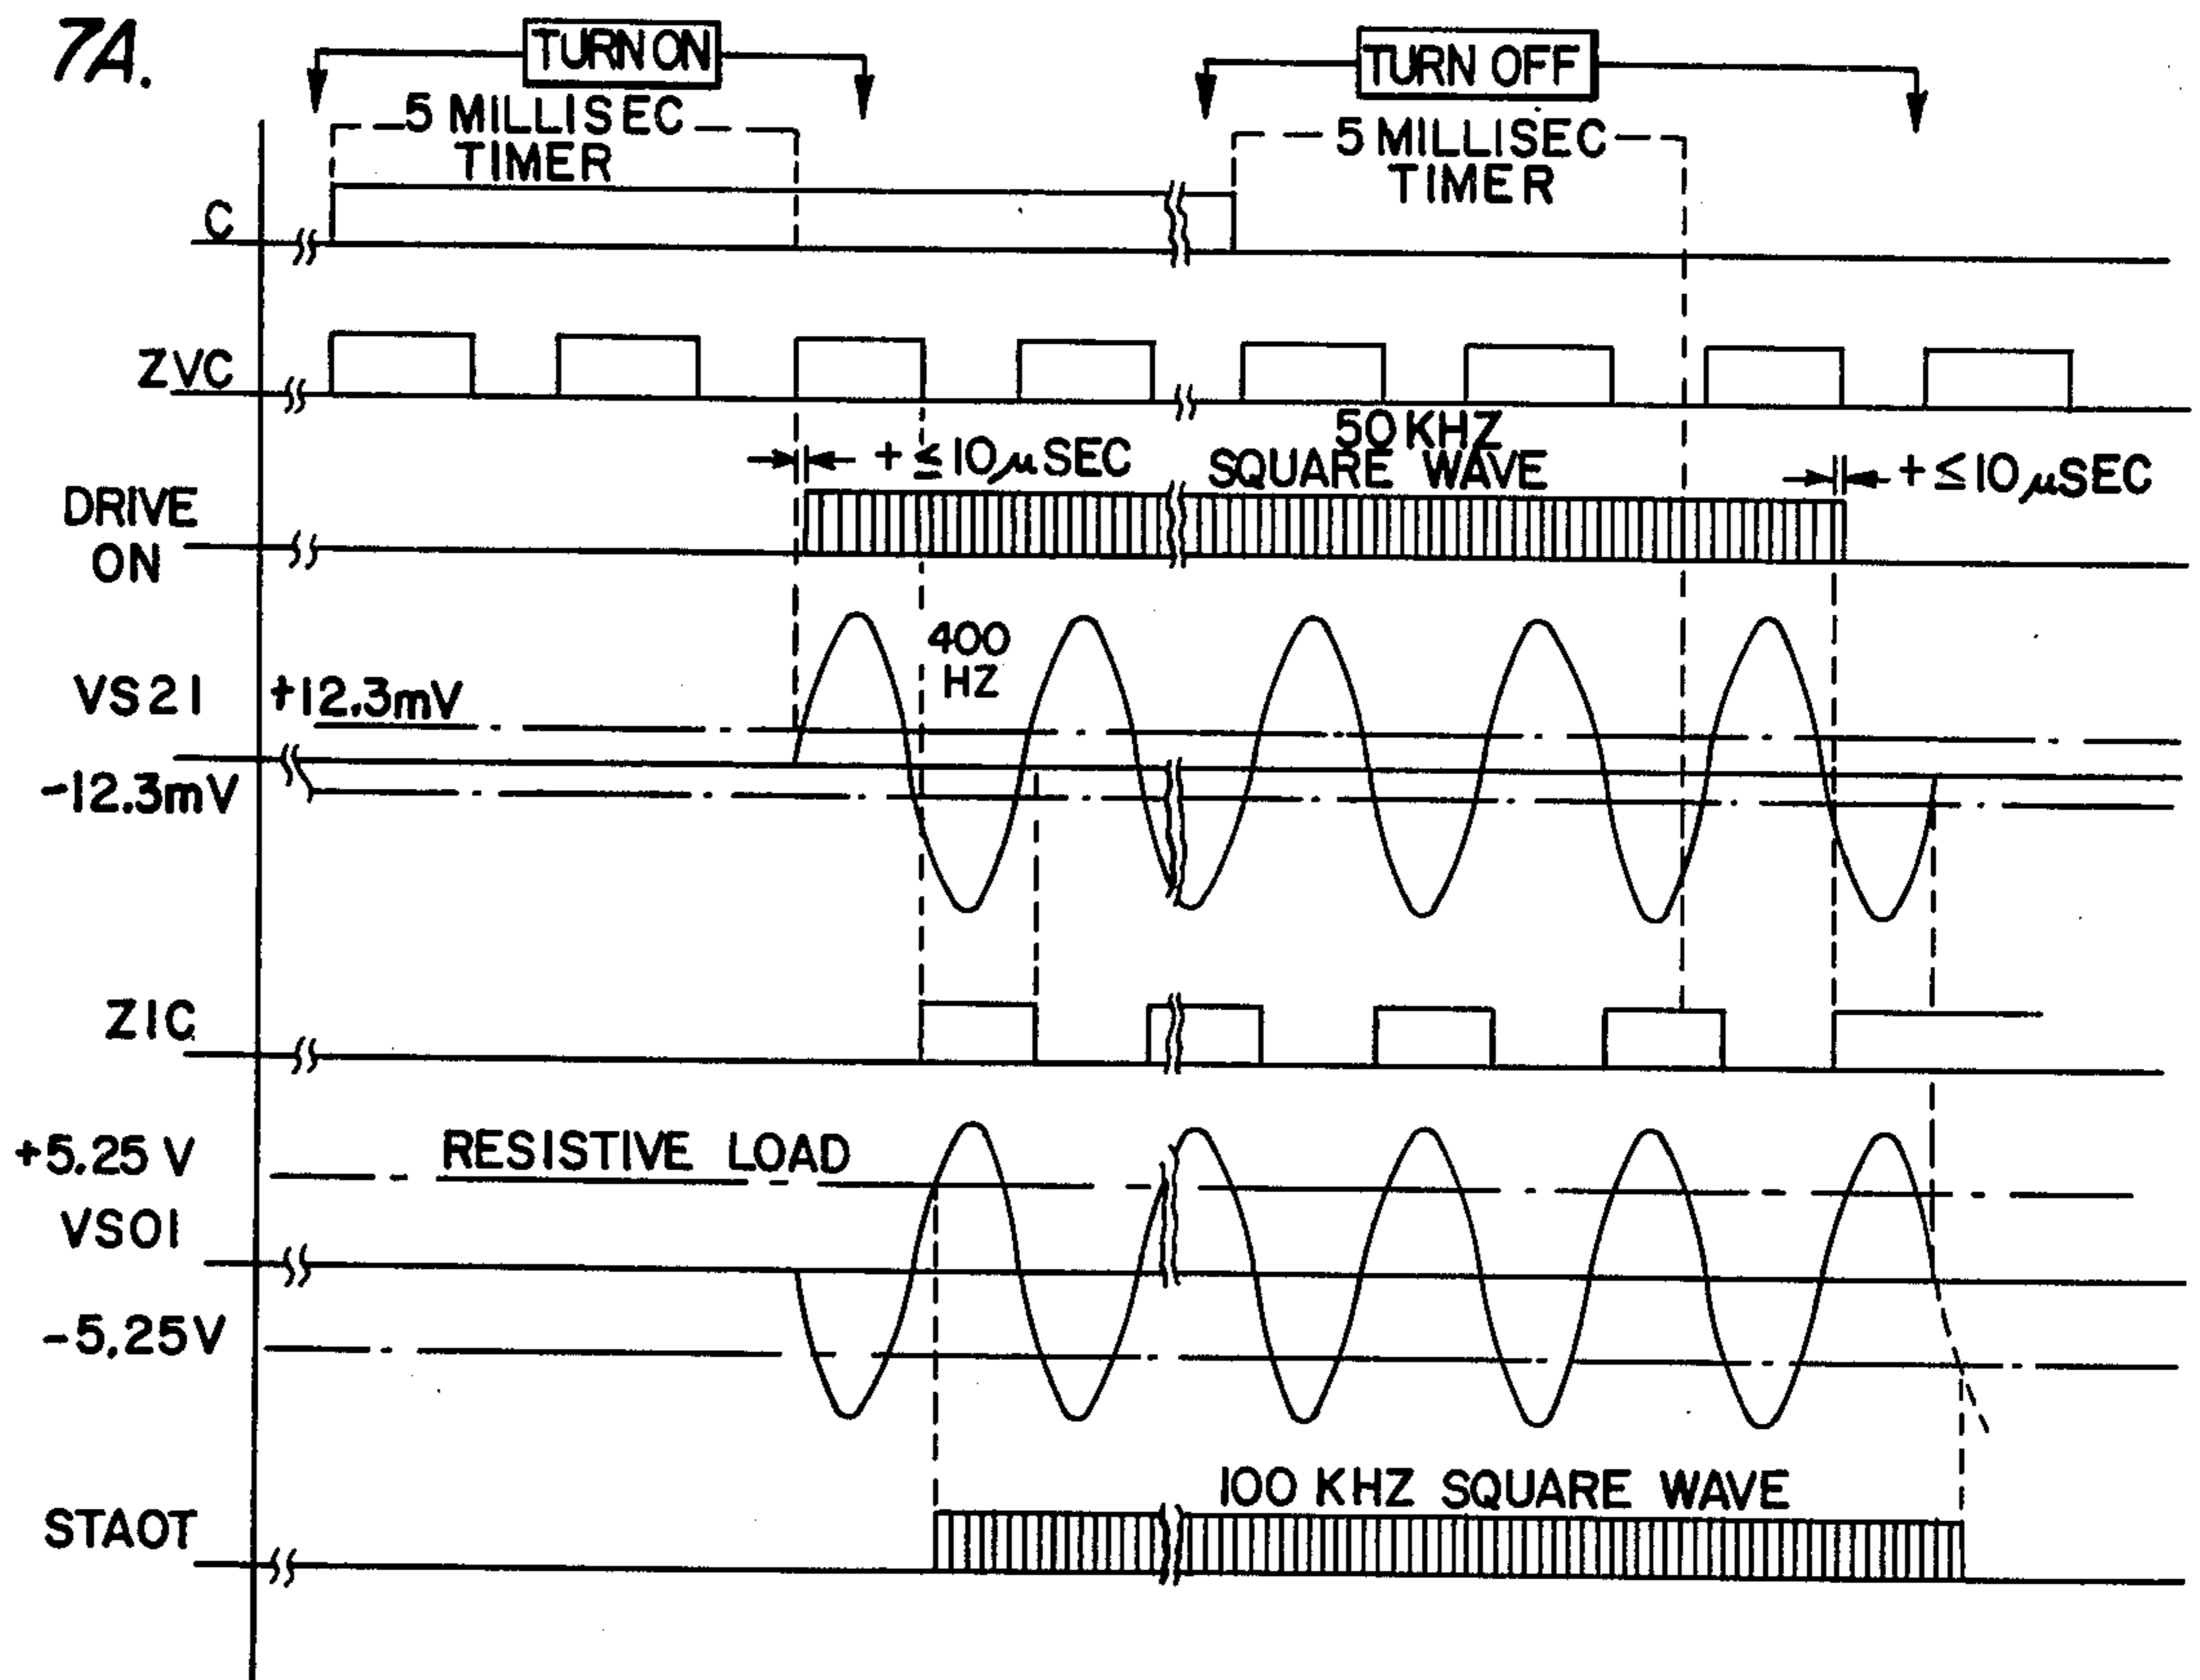 7A.
TURN ON
TURN OFF
5 MILLISEC
TIMER
5 MILLISEC
TIMER
C
ZVC
50 KHZ
SQUARE WAVE
+ ≤ 10 µSEC
+ ≤ 10 µSEC
DRIVE
ON
400
HZ
VS21
+12.3mV
-12.3mV
ZIC
+5.25 V
RESISTIVE LOAD
VSO1
-5.25V
100 KHZ SQUARE WAVE
STAOT